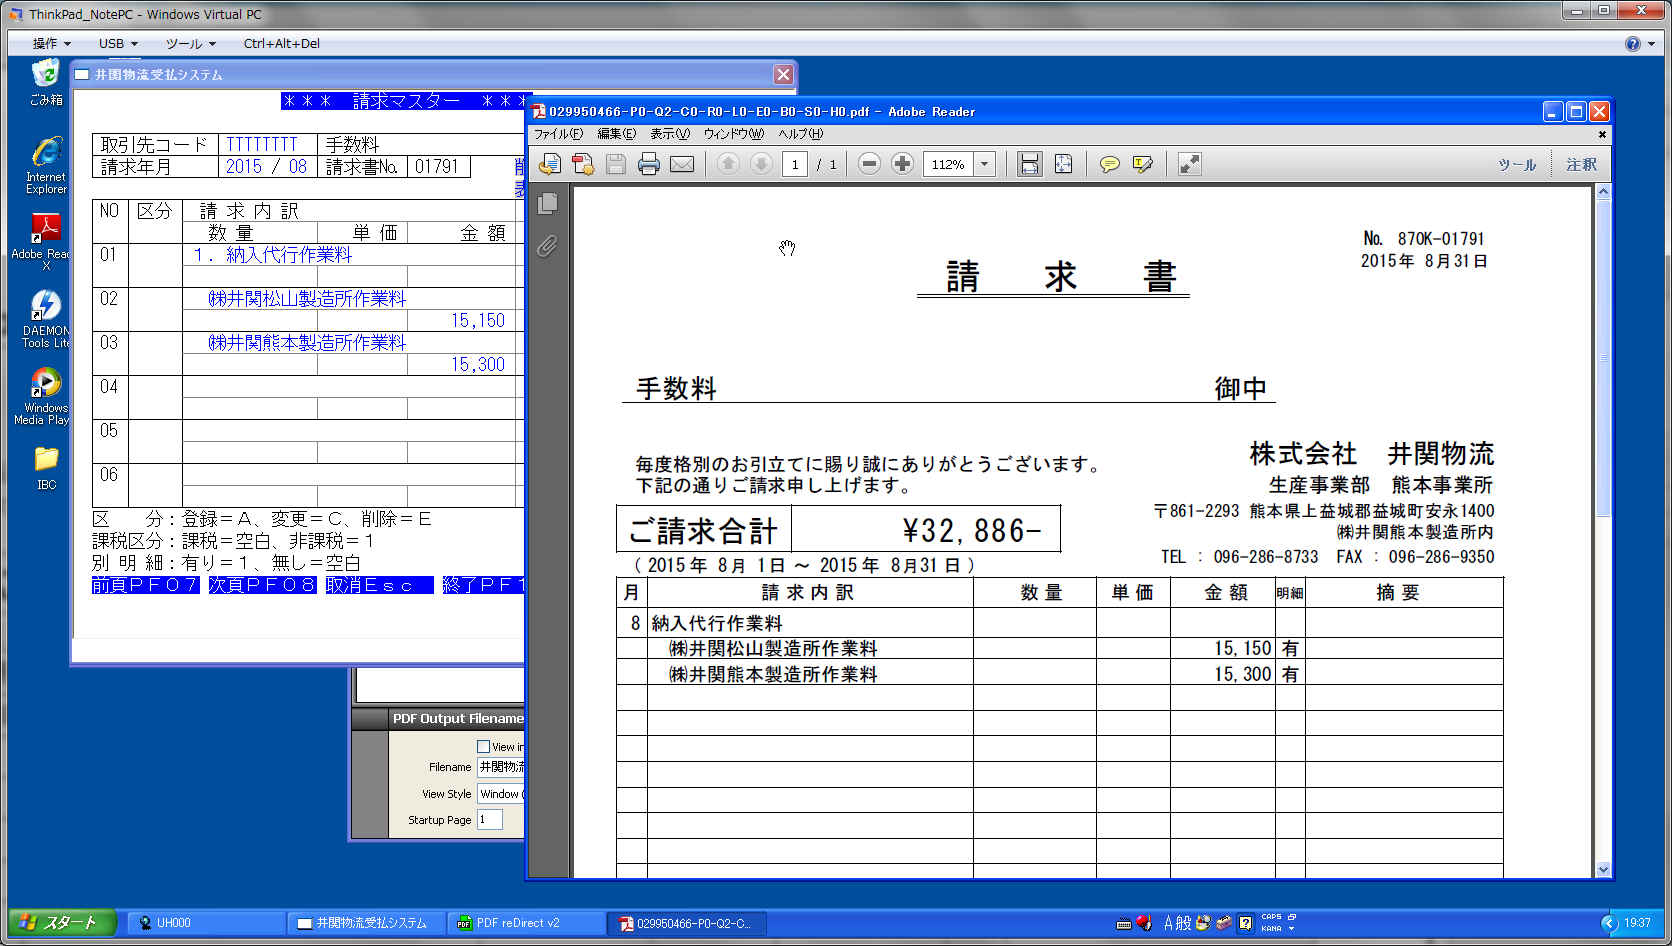 ThinkPad_NotePC - Windows Virtual PC
操作 USB ツール Ctrl+Alt+Del
ごみ箱
Internet Explorer
Adobe Read X
DAEMON Tools Lite
Windows Media Play
IBC
井関物流受払システム
＊＊＊ 請求マスター ＊＊＊
取引先コード TTTTTTTT 手数料
請求年月 2015 / 08 請求書No. 01791
NO 区分 請 求 内 訳
数 量 単 価 金 額
01 １．納入代行作業料
02 ㈱井関松山製造所作業料
15,150
03 ㈱井関熊本製造所作業料
15,300
04
05
06
区　　分：登録＝Ａ、変更＝Ｃ、削除＝Ｅ
課税区分：課税＝空白、非課税＝１
別 明 細：有り＝１、無し＝空白
前頁ＰＦ０７ 次頁ＰＦ０８ 取消Ｅｓｃ 終了ＰＦ１
PDF Output Filename
View in
Filename 井関物流
View Style Window (
Startup Page 1
029950466-P0-Q2-C0-R0-L0-E0-B0-S0-H0.pdf - Adobe Reader
ファイル(F) 編集(E) 表示(V) ウィンドウ(W) ヘルプ(H)
1 / 1 112% ツール 注釈
No. 870K-01791
2015年 8月31日
請 求 書
手数料 御中
毎度格別のお引立てに賜り誠にありがとうございます。
下記の通りご請求申し上げます。
株式会社 井関物流
生産事業部 熊本事業所
〒861-2293 熊本県上益城郡益城町安永1400
㈱井関熊本製造所内
TEL : 096-286-8733 FAX : 096-286-9350
ご請求合計 ¥32,886-
( 2015年 8月 1日 ～ 2015年 8月31日 )
月 請求内訳 数量 単価 金額 明細 摘要
8 納入代行作業料
㈱井関松山製造所作業料 15,150 有
㈱井関熊本製造所作業料 15,300 有
スタート UH000 井関物流受払システム PDF reDirect v2 029950466-P0-Q2-C... A 般 CAPS KANA 19:37